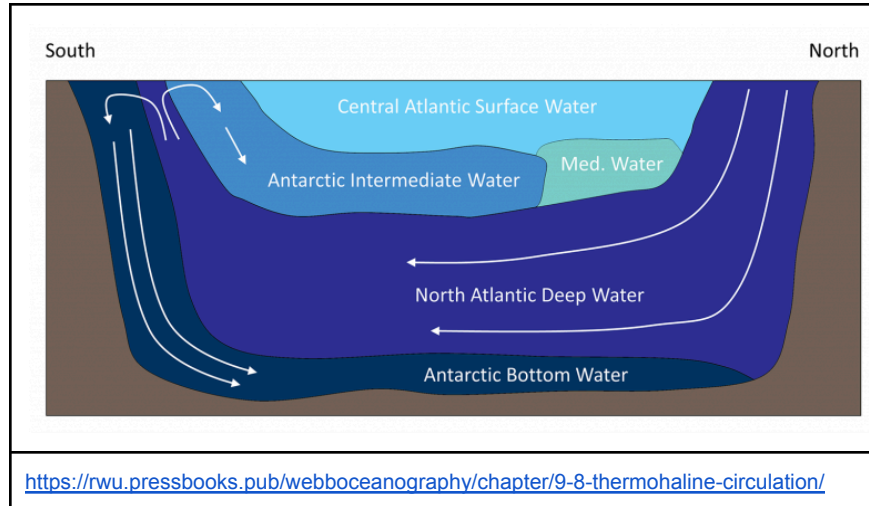 South
North
Central Atlantic Surface Water
Med. Water
Antarctic Intermediate Water
North Atlantic Deep Water
Antarctic Bottom Water
https://rwu.pressbooks.pub/webboceanography/chapter/9-8-thermohaline-circulation/